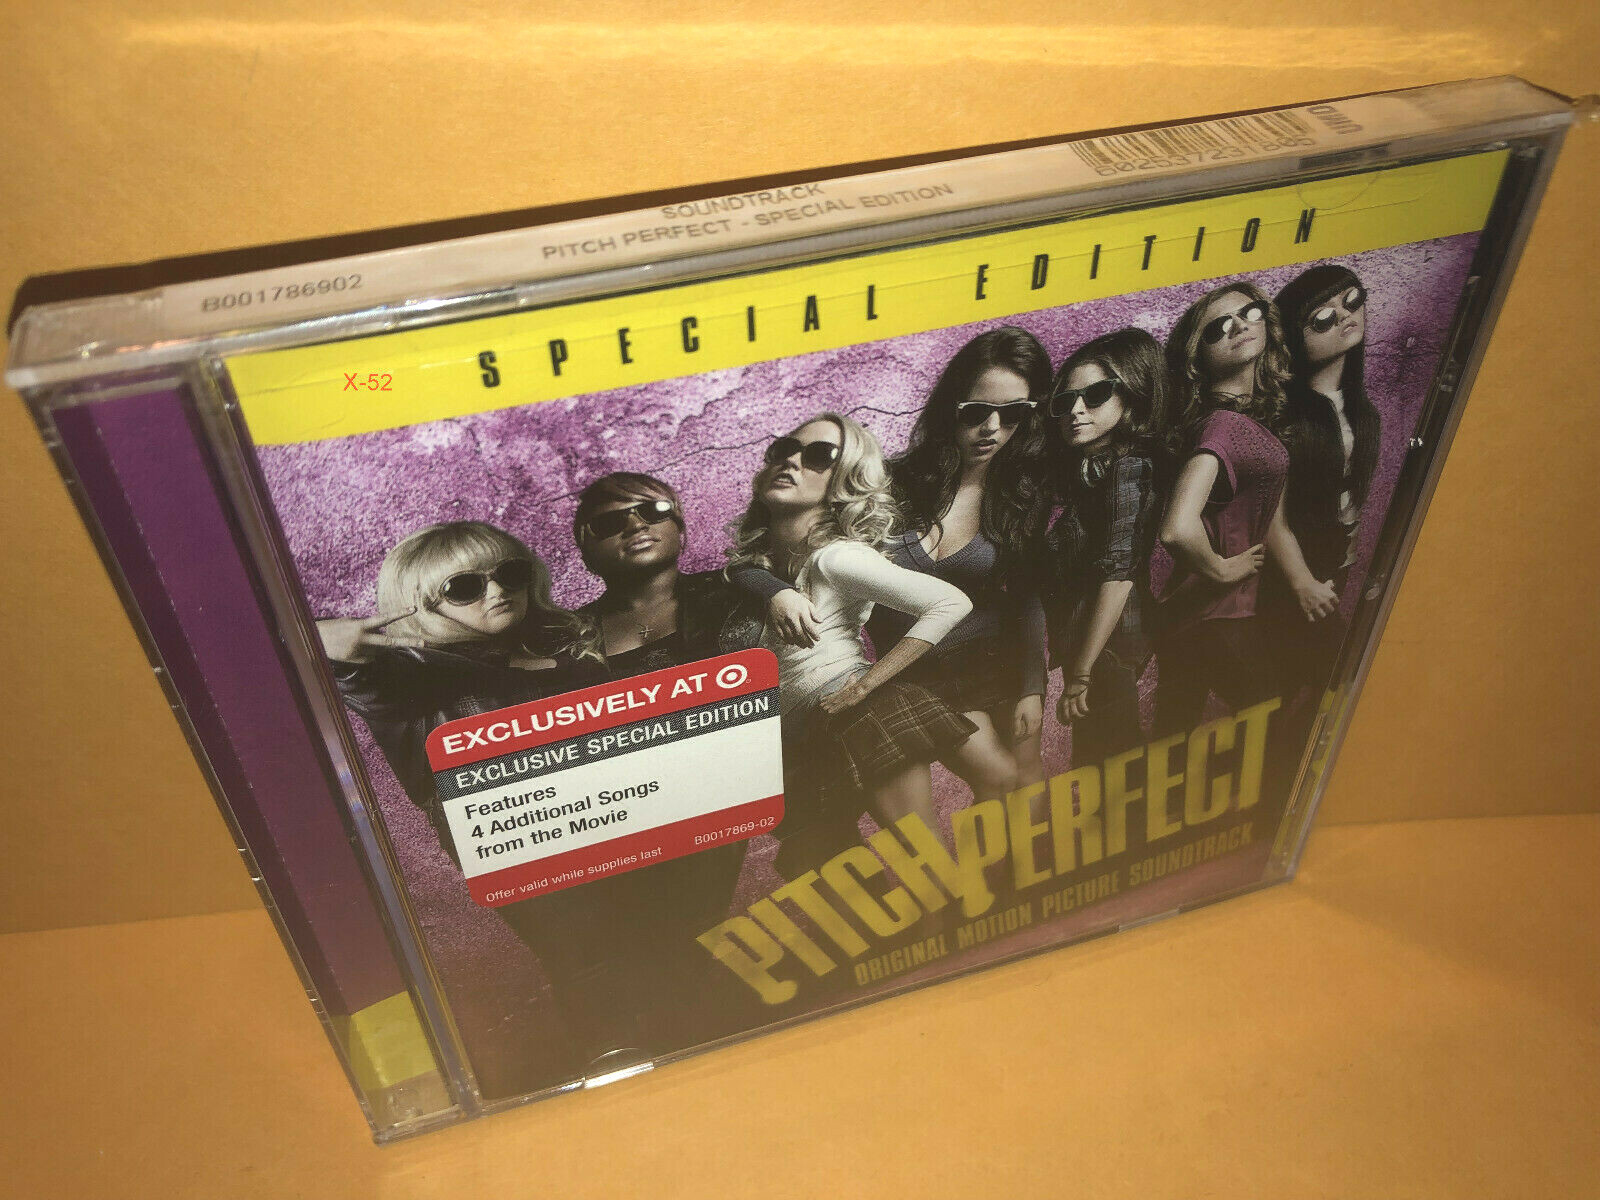 SOUNDTRACK
PITCH PERFECT - SPECIAL EDITION
B001786902
UMD
SPECIAL EDITION
X-52
EXCLUSIVELY AT
EXCLUSIVE SPECIAL EDITION
Features
4 Additional Songs
from the Movie
Offer valid while supplies last
B0017869-02
PITCH PERFECT
ORIGINAL MOTION PICTURE SOUNDTRACK